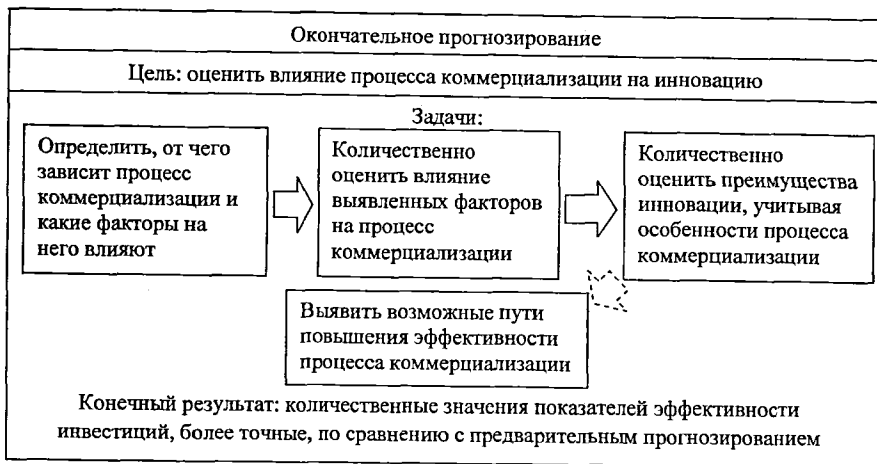 Окончательное прогнозирование
Цель: оценить влияние процесса коммерциализации на инновацию
Задачи:
Определить, от чего
зависит процесс
коммерциализации и
какие факторы на
него влияют
Количественно
оценить влияние
выявленных факторов
на процесс
коммерциализации
Количественно
оценить преимущества
инновации, учитывая
особенности процесса
коммерциализации
Выявить возможные пути
повышения эффективности
процесса коммерциализации
Конечный результат: количественные значения показателей эффективности
инвестиций, более точные, по сравнению с предварительным прогнозированием